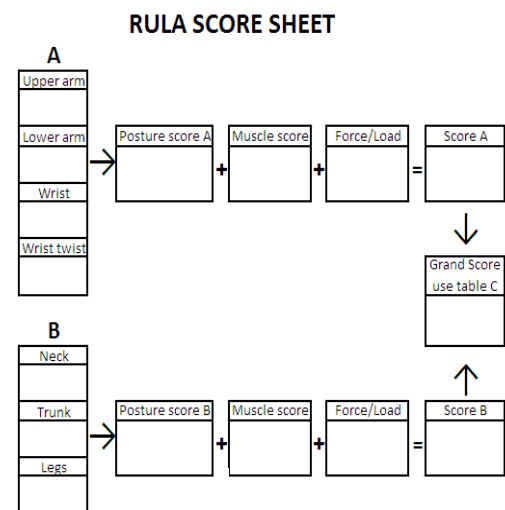 RULA SCORE SHEET
A
Upper arm
Lower arm
Wrist
Wrist twist
Posture score A
+
Muscle score
+
Force/Load
=
Score A
Grand Score
use table C
B
Neck
Trunk
Legs
Posture score B
+
Muscle score
+
Force/Load
=
Score B